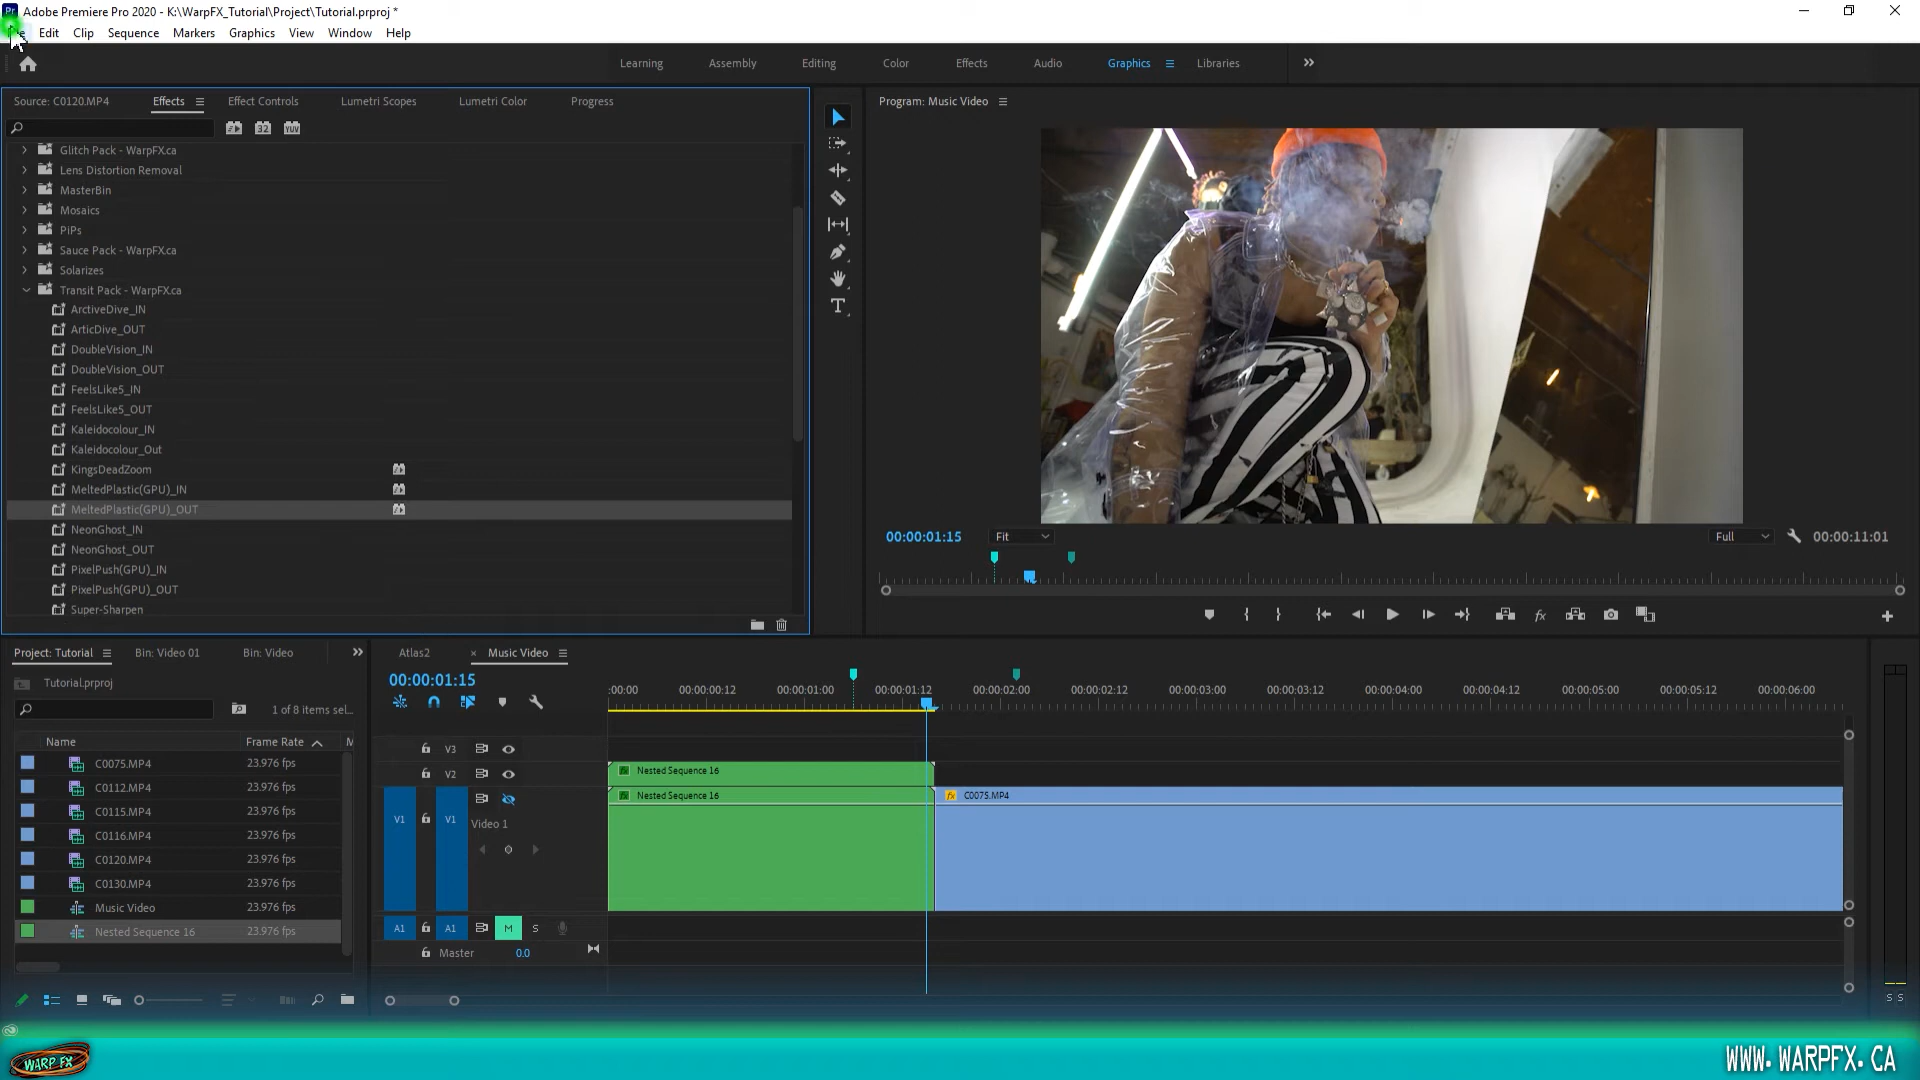 Pr Adobe Premiere Pro 2020 - K:\WarpFX_Tutorial\Project\Tutorial.prproj *
Edit Clip Sequence Markers Graphics View Window Help
Learning Assembly Editing Color Effects Audio Graphics Libraries
Source: C0120.MP4 Effects Effect Controls Lumetri Scopes Lumetri Color Progress
Program: Music Video
32 YUV
Glitch Pack - WarpFX.ca
Lens Distortion Removal
MasterBin
Mosaics
PiPs
Sauce Pack - WarpFX.ca
Solarizes
Transit Pack - WarpFX.ca
ArctiveDive_IN
ArticDive_OUT
DoubleVision_IN
DoubleVision_OUT
FeelsLike5_IN
FeelsLike5_OUT
Kaleidocolour_IN
Kaleidocolour_Out
KingsDeadZoom
MeltedPlastic(GPU)_IN
MeltedPlastic(GPU)_OUT
NeonGhost_IN
NeonGhost_OUT
PixelPush(GPU)_IN
PixelPush(GPU)_OUT
Super-Sharpen
00:00:01:15 Fit Full 00:00:11:01
Project: Tutorial Bin: Video 01 Bin: Video
Tutorial.prproj
1 of 8 items sel...
Name Frame Rate M
C0075.MP4 23.976 fps
C0112.MP4 23.976 fps
C0115.MP4 23.976 fps
C0116.MP4 23.976 fps
C0120.MP4 23.976 fps
C0130.MP4 23.976 fps
Music Video 23.976 fps
Nested Sequence 16 23.976 fps
Atlas2 × Music Video
00:00:01:15
:00:00 00:00:00:12 00:00:01:00 00:00:01:12 00:00:02:00 00:00:02:12 00:00:03:00 00:00:03:12 00:00:04:00 00:00:04:12 00:00:05:00 00:00:05:12 00:00:06:00
V3
V2 fx Nested Sequence 16
fx Nested Sequence 16 fx C0075.MP4
V1 V1 Video 1
A1 A1 M S
Master 0.0
S S
WARP FX
WWW.WARPFX.CA